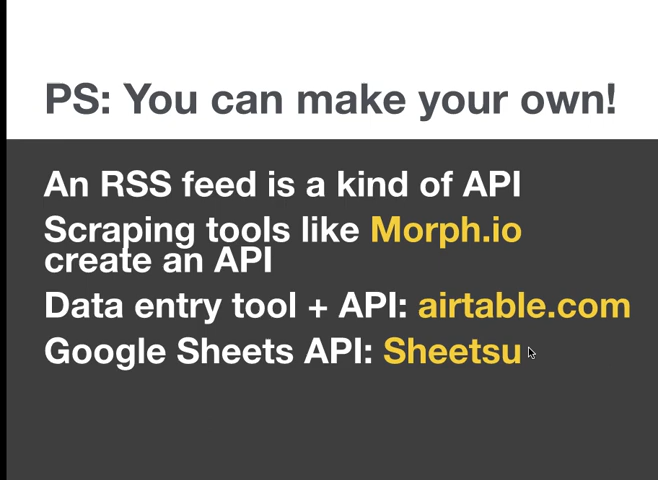 PS: You can make your own!
An RSS feed is a kind of API
Scraping tools like Morph.io
create an API
Data entry tool + API: airtable.com
Google Sheets API: Sheetsu